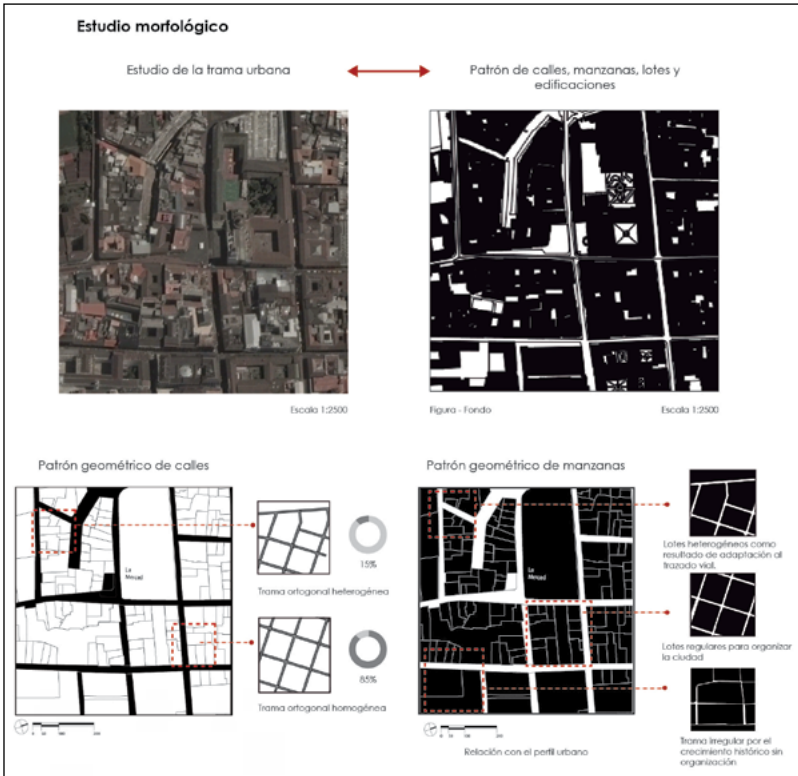 Estudio morfológico
Estudio de la trama urbana
Patrón de calles, manzanas, lotes y
edificaciones
Escala 1:2500
Figura - Fondo
Escala 1:2500
Patrón geométrico de calles
La
Merced
15%
Trama ortogonal heterogénea
85%
Trama ortogonal homogénea
Patrón geométrico de manzanas
La
Merced
Lotes heterogéneos como
resultado de adaptación al
trazado vial.
Lotes regulares para organizar
la ciudad
Trama irregular por el
crecimiento histórico sin
organización
Relación con el perfil urbano